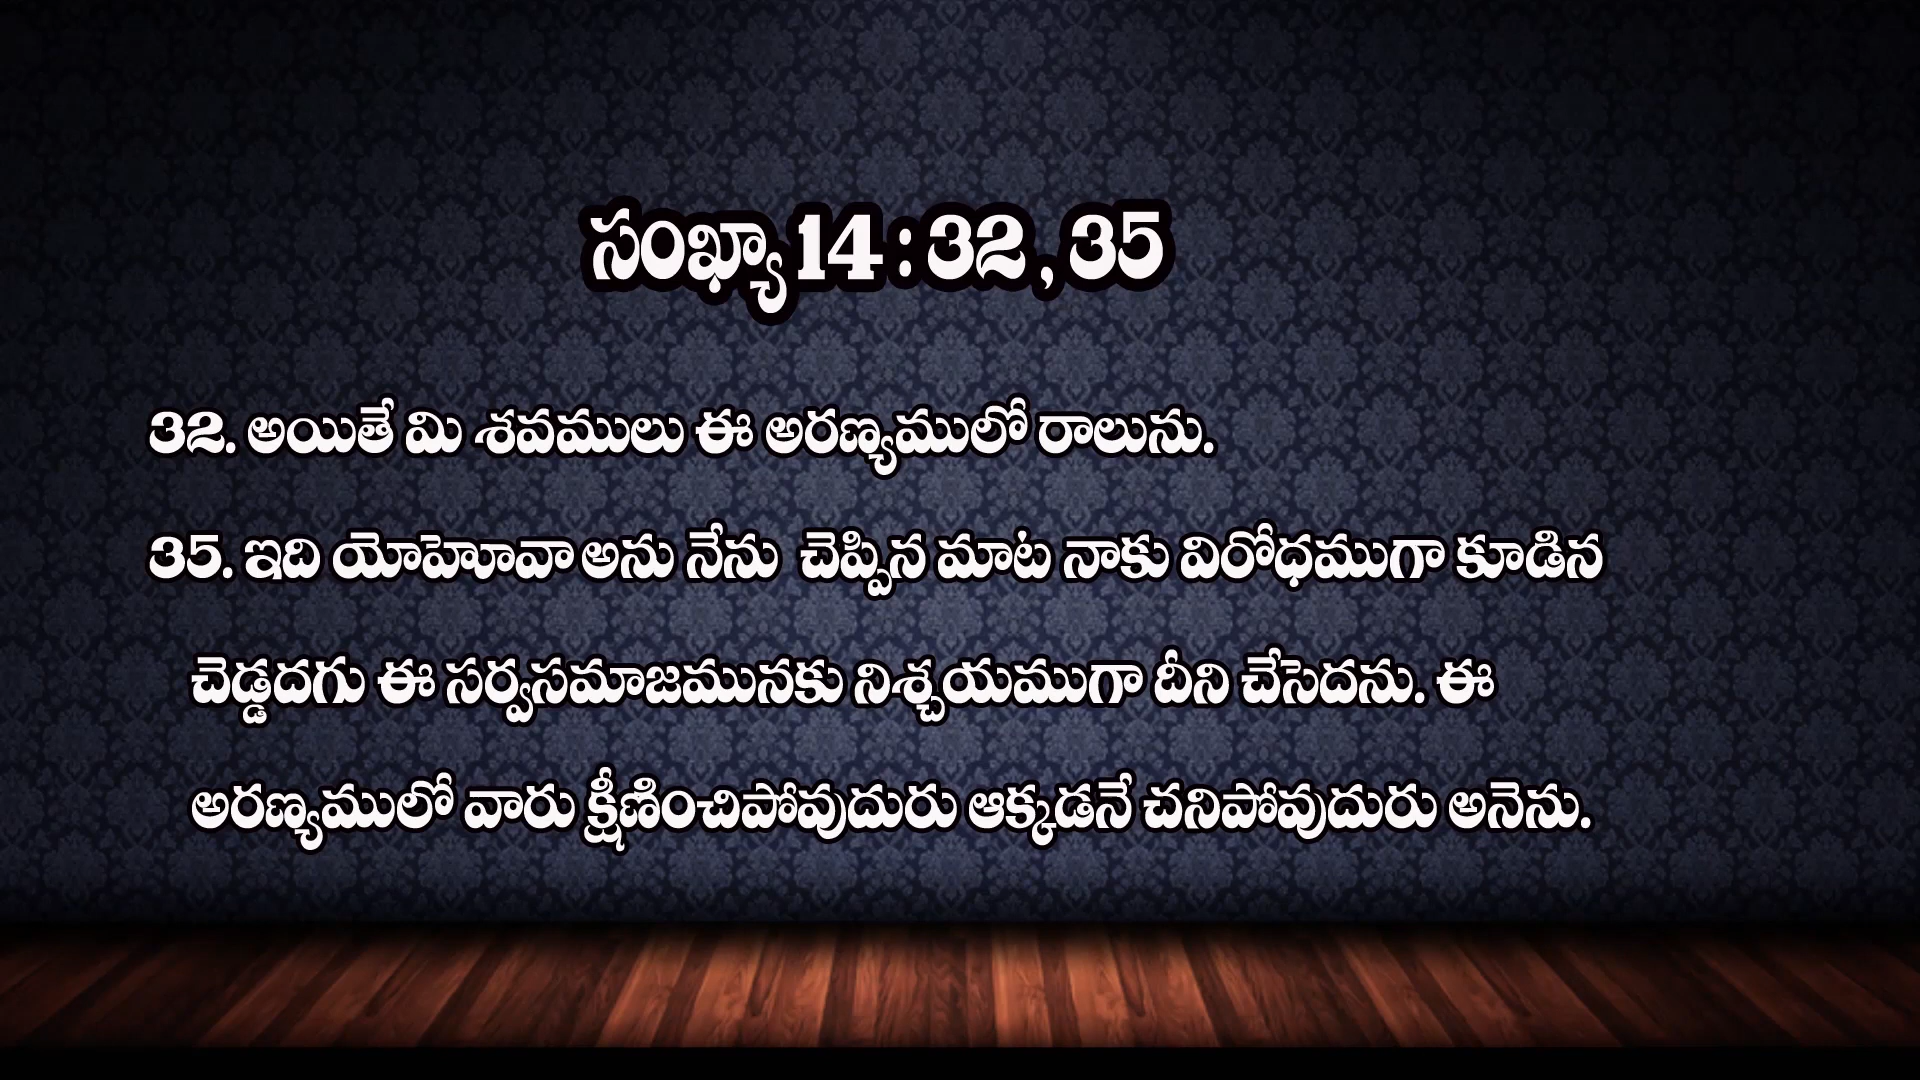 సంఖ్యా 14 : 32 , 35
32. అయితే మి శవములు ఈ అరణ్యములో రాలును.
35. ఇది యోహెూవా అను నేను చెప్పిన మాట నాకు విరోధముగా కూడిన
చెడ్డదగు ఈ సర్వసమాజమునకు నిశ్చయముగా దీని చేసెదను. ఈ
అరణ్యములో వారు క్షీణించిపోవుదురు ఆక్కడనే చనిపోవుదురు అనెను.